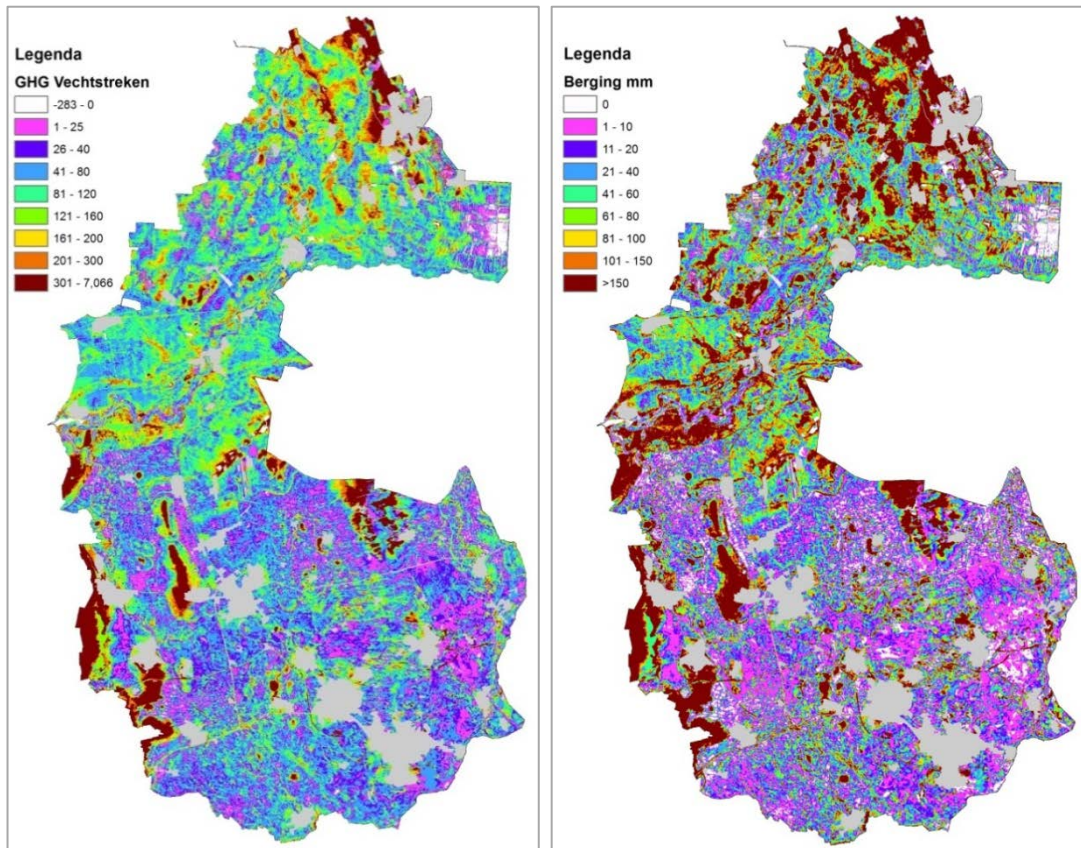 Legenda
GHG Vechtstreken
-283 - 0
1 - 25
26 - 40
41 - 80
81 - 120
121 - 160
161 - 200
201 - 300
301 - 7,066
Legenda
Berging mm
0
1 - 10
11 - 20
21 - 40
41 - 60
61 - 80
81 - 100
101 - 150
>150